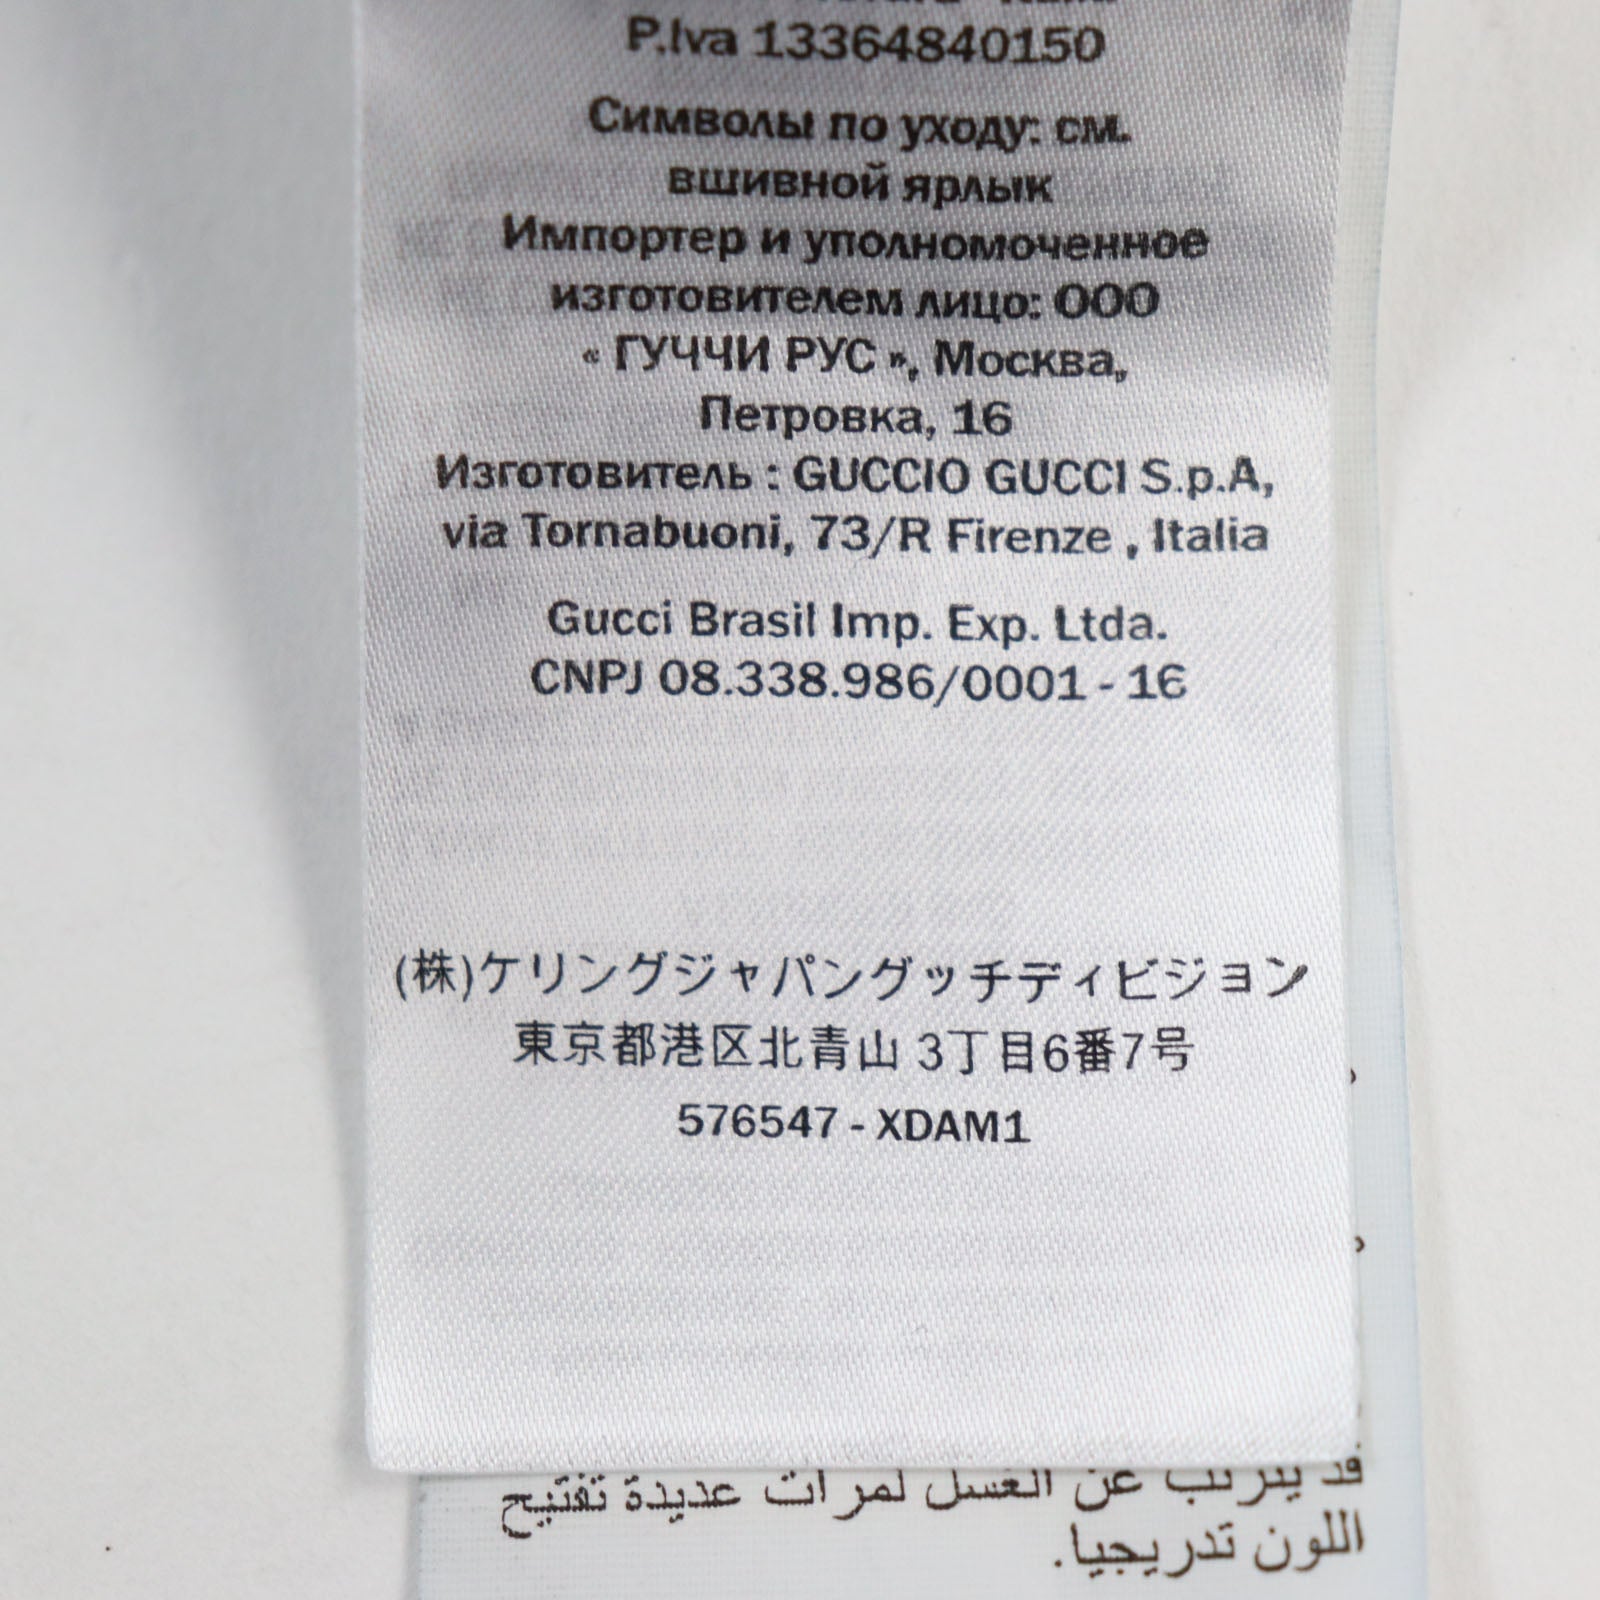 P.Iva 13364840150
Символы по уходу: см.
вшивной ярлык
Импортер и уполномоченное
изготовителем лицо: ООО
« ГУЧЧИ РУС », Москва,
Петровка, 16
Изготовитель : GUCCIO GUCCI S.p.A,
via Tornabuoni, 73/R Firenze , Italia
Gucci Brasil Imp. Exp. Ltda.
CNPJ 08.338.986/0001 - 16
(株)ケリングジャパングッチディビジョン
東京都港区北青山 3丁目6番7号
576547 - XDAM1
قد يترتب عن الغسل لمرات عديدة تفتيح
اللون تدريجيا.